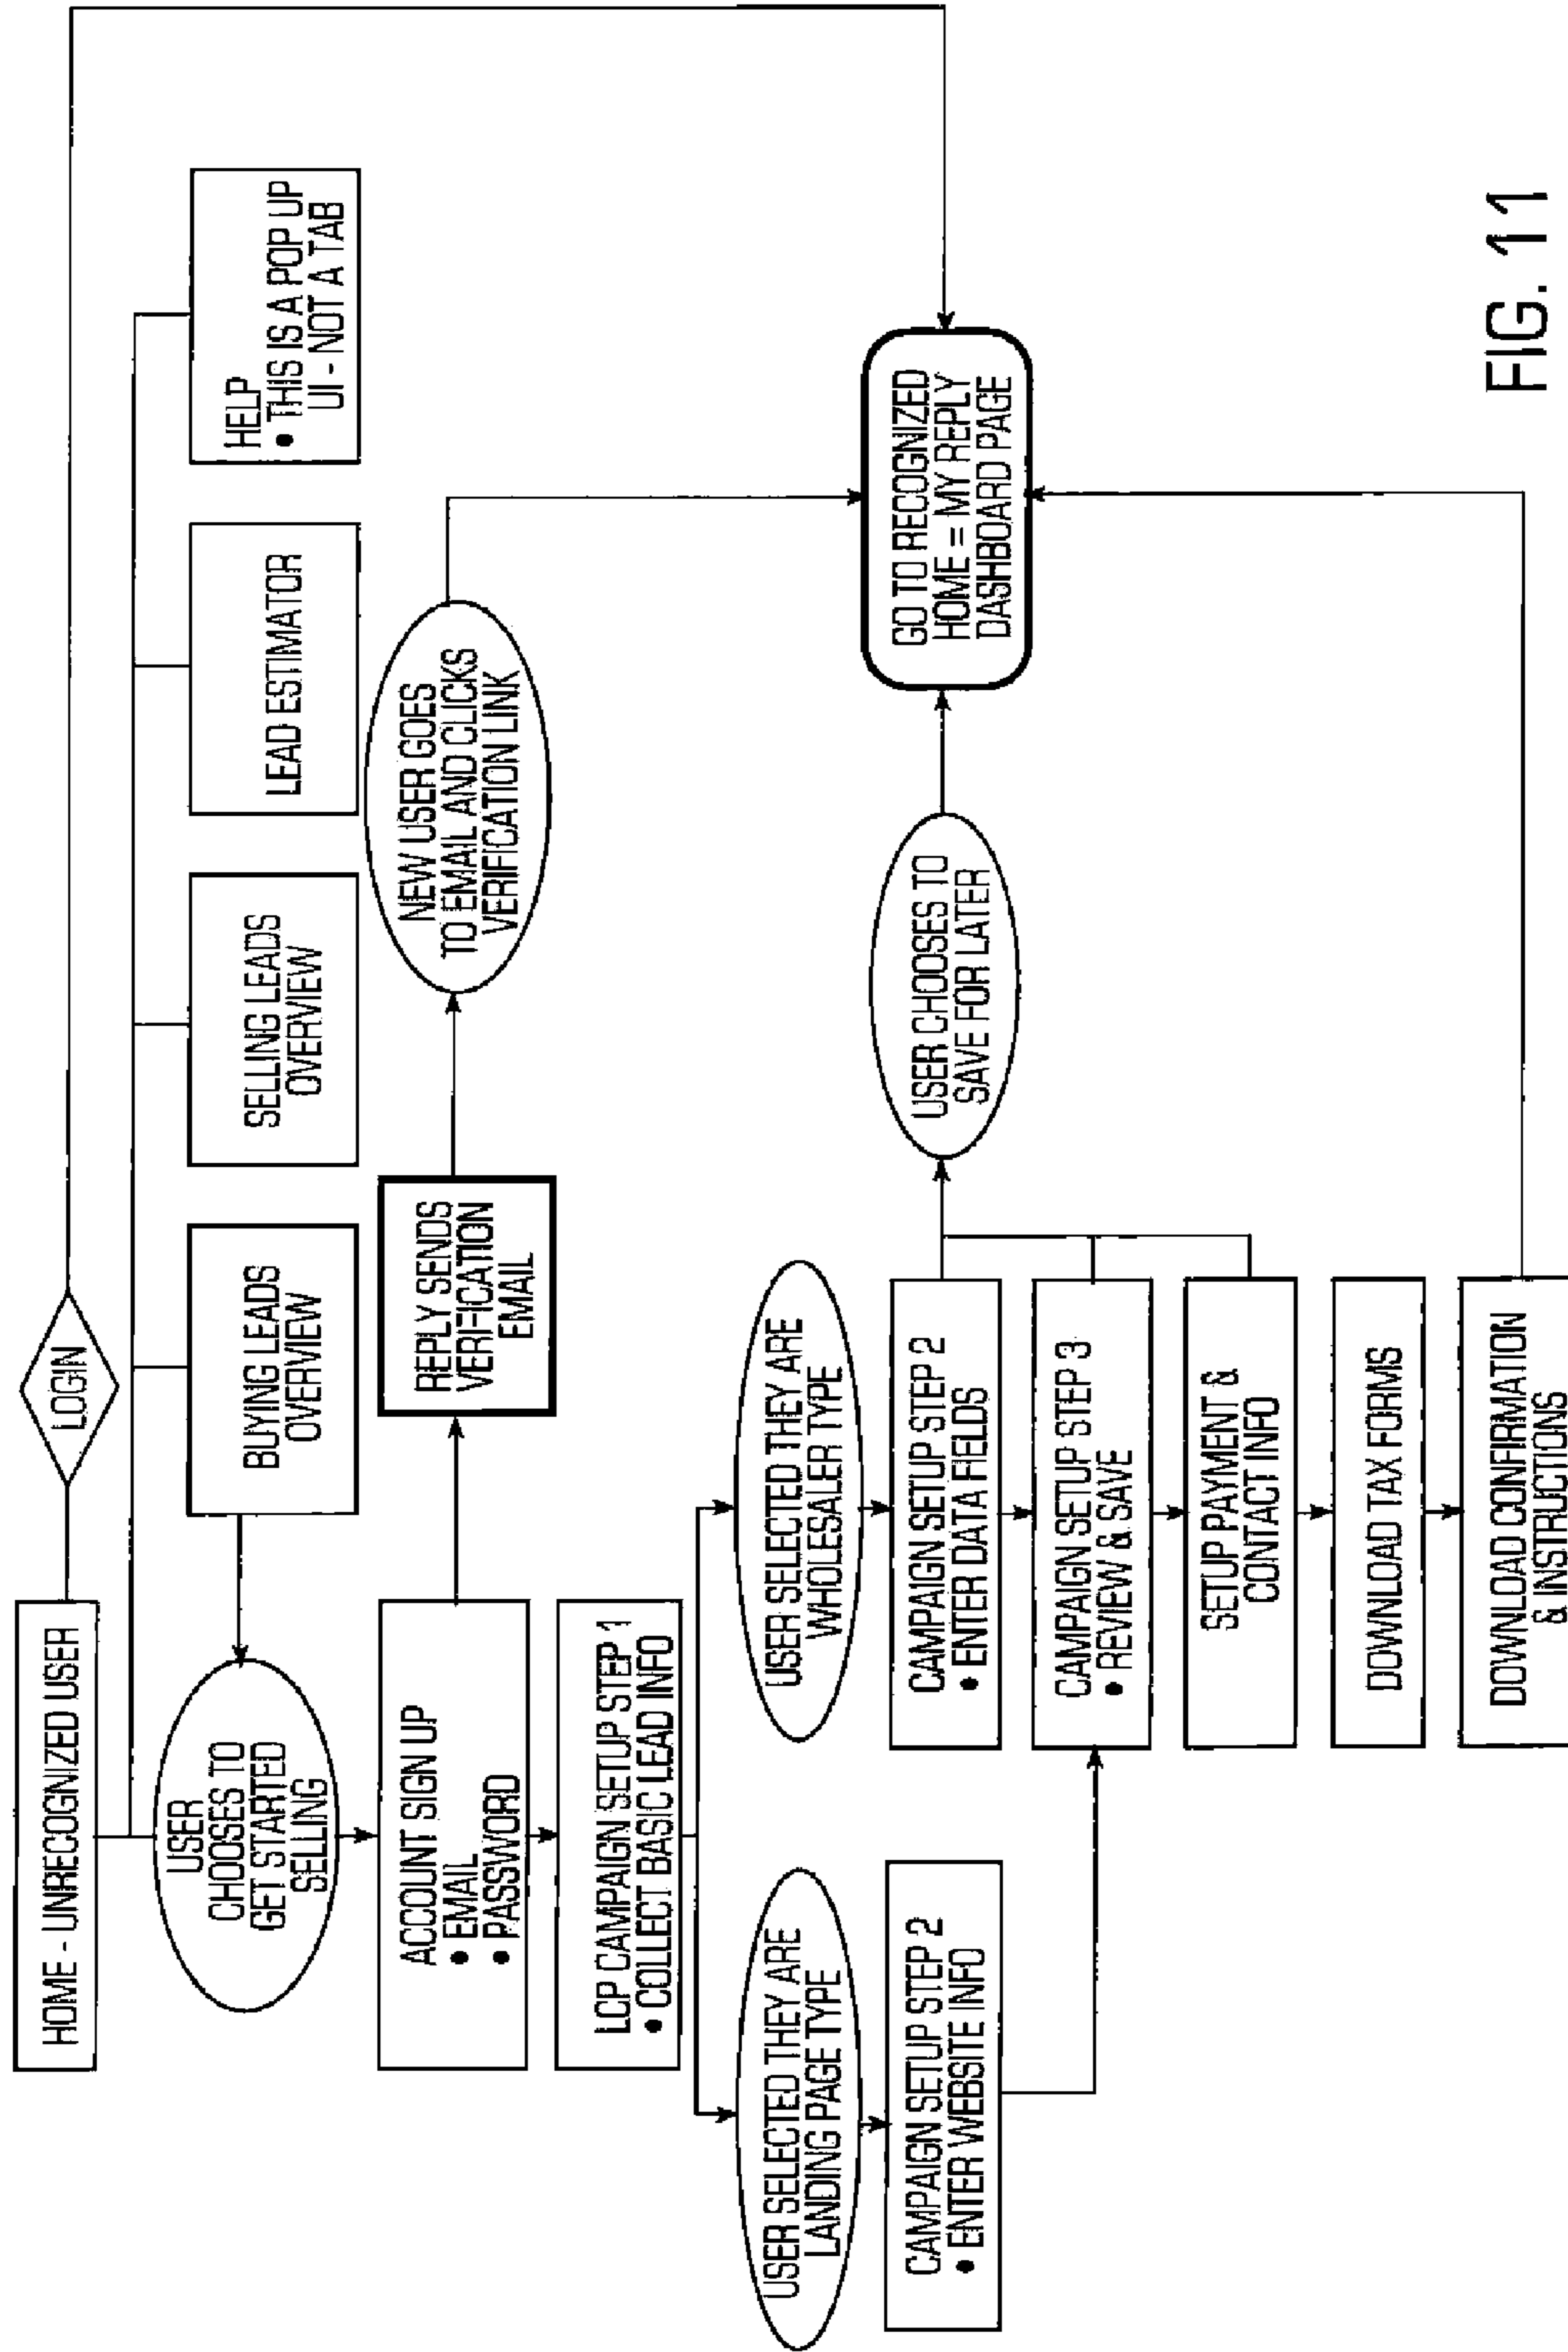 HOME - UNRECOGNIZED USER
LOGIN
BUYING LEADS
OVERVIEW
SELLING LEADS
OVERVIEW
LEAD ESTIMATOR
HELP
• THIS IS A POP UP
UI - NOT A TAB
USER
CHOOSES TO
GET STARTED
SELLING
ACCOUNT SIGN UP
• EMAIL
• PASSWORD
REPLY SENDS
VERIFICATION
EMAIL
NEW USER GOES
TO EMAIL AND CLICKS
VERIFICATION LINK
LCP CAMPAIGN SETUP STEP 1
• COLLECT BASIC LEAD INFO
USER SELECTED THEY ARE
LANDING PAGE TYPE
USER SELECTED THEY ARE
WHOLESALER TYPE
CAMPAIGN SETUP STEP 2
• ENTER WEBSITE INFO
CAMPAIGN SETUP STEP 2
• ENTER DATA FIELDS
USER CHOOSES TO
SAVE FOR LATER
GO TO RECOGNIZED
HOME = MY REPLY
DASHBOARD PAGE
CAMPAIGN SETUP STEP 3
• REVIEW & SAVE
SETUP PAYMENT &
CONTACT INFO
DOWNLOAD TAX FORMS
DOWNLOAD CONFIRMATION
& INSTRUCTIONS
FIG. 11